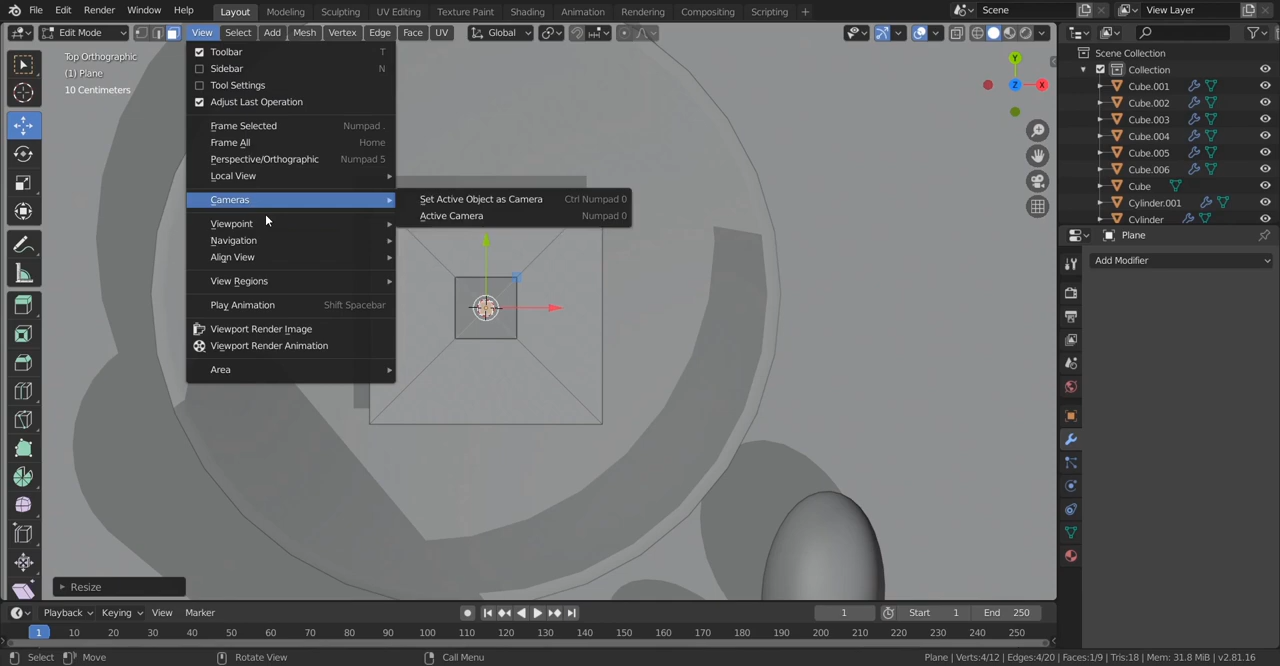 File Edit Render Window Help Layout Modeling Sculpting UV Editing Texture Paint Shading Animation Rendering Compositing Scripting + Scene View Layer
Edit Mode View Select Add Mesh Vertex Edge Face UV Global
Toolbar T
Sidebar N
Tool Settings
Adjust Last Operation
Frame Selected Numpad .
Frame All Home
Perspective/Orthographic Numpad 5
Local View
Cameras
Viewpoint
Navigation
Align View
View Regions
Play Animation Shift Spacebar
Viewport Render Image
Viewport Render Animation
Area
Set Active Object as Camera Ctrl Numpad 0
Active Camera Numpad 0
Top Orthographic
(1) Plane
10 Centimeters
Y
Z X
Resize
Scene Collection
Collection
Cube.001
Cube.002
Cube.003
Cube.004
Cube.005
Cube.006
Cube
Cylinder.001
Cylinder
Plane
Add Modifier
Playback Keying View Marker 1 Start 1 End 250
1 10 20 30 40 50 60 70 80 90 100 110 120 130 140 150 160 170 180 190 200 210 220 230 240 250
Select Move Rotate View Call Menu Plane | Verts:4/12 | Edges:4/20 | Faces:1/9 | Tris:18 | Mem: 31.8 MiB | v2.81.16